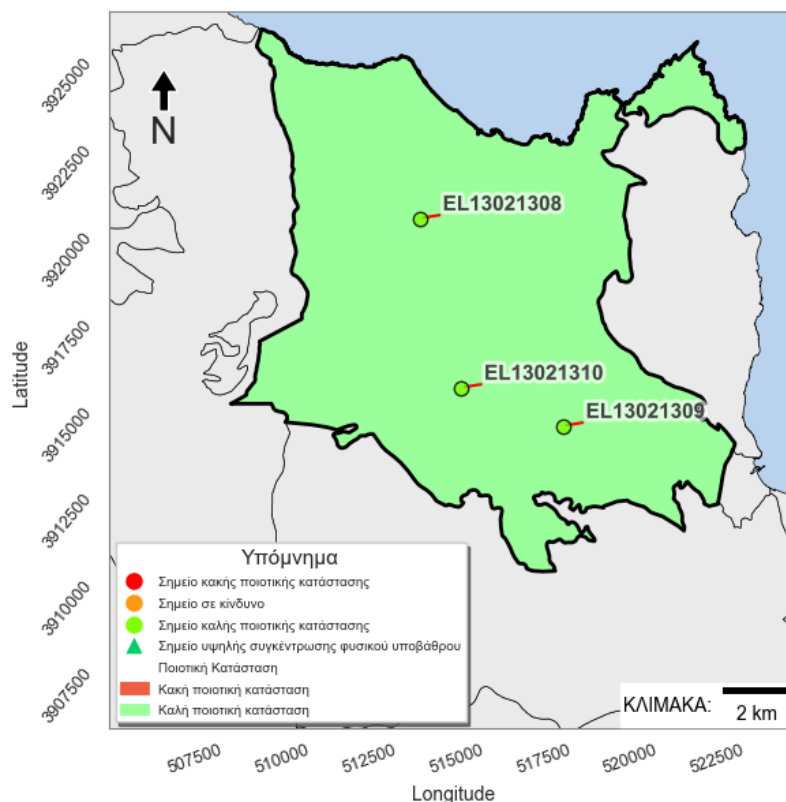 3925000
3922500
3920000
3917500
3915000
3912500
3910000
3907500
Latitude
N
EL13021308
EL13021310
EL13021309
Υπόμνημα
Σημείο κακής ποιοτικής κατάστασης
Σημείο σε κίνδυνο
Σημείο καλής ποιοτικής κατάστασης
Σημείο υψηλής συγκέντρωσης φυσικού υποβάθρου
Ποιοτική Κατάσταση
Κακή ποιοτική κατάσταση
Καλή ποιοτική κατάσταση
ΚΛΙΜΑΚΑ:
2 km
507500
510000
512500
515000
517500
520000
522500
Longitude